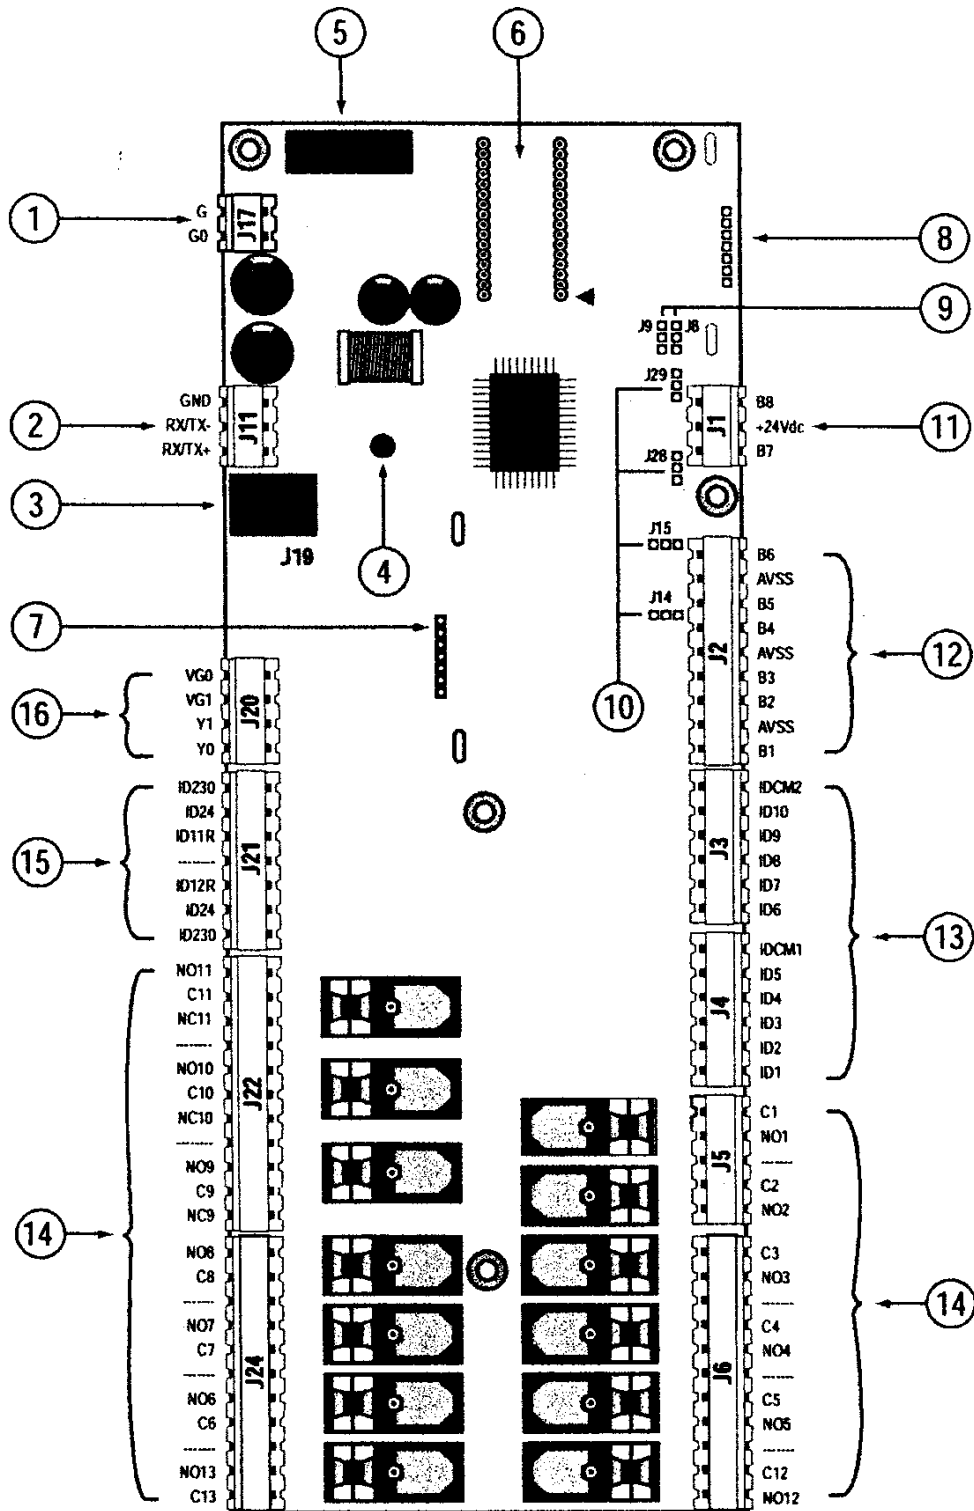 5
6
1
G
G0
J17
8
9
J9
J8
J29
2
GND
RX/TX-
RX/TX+
J11
J1
B8
+24Vdc
B7
11
J28
3
J19
4
J15
J14
10
7
J2
B6
AVSS
B5
B4
AVSS
B3
B2
AVSS
B1
12
16
VG0
VG1
Y1
Y0
J20
15
ID230
ID24
ID11R
-------
ID12R
ID24
ID230
J21
J3
IDCM2
ID10
ID9
ID8
ID7
ID6
13
J4
IDCM1
ID5
ID4
ID3
ID2
ID1
14
NO11
C11
NC11
-------
NO10
C10
NC10
-------
NO9
C9
NC9
J22
NO8
C8
-------
NO7
C7
-------
NO6
C6
-------
NO13
C13
J24
J5
C1
NO1
-------
C2
NO2
J6
C3
NO3
-------
C4
NO4
-------
C5
NO5
-------
C12
NO12
14